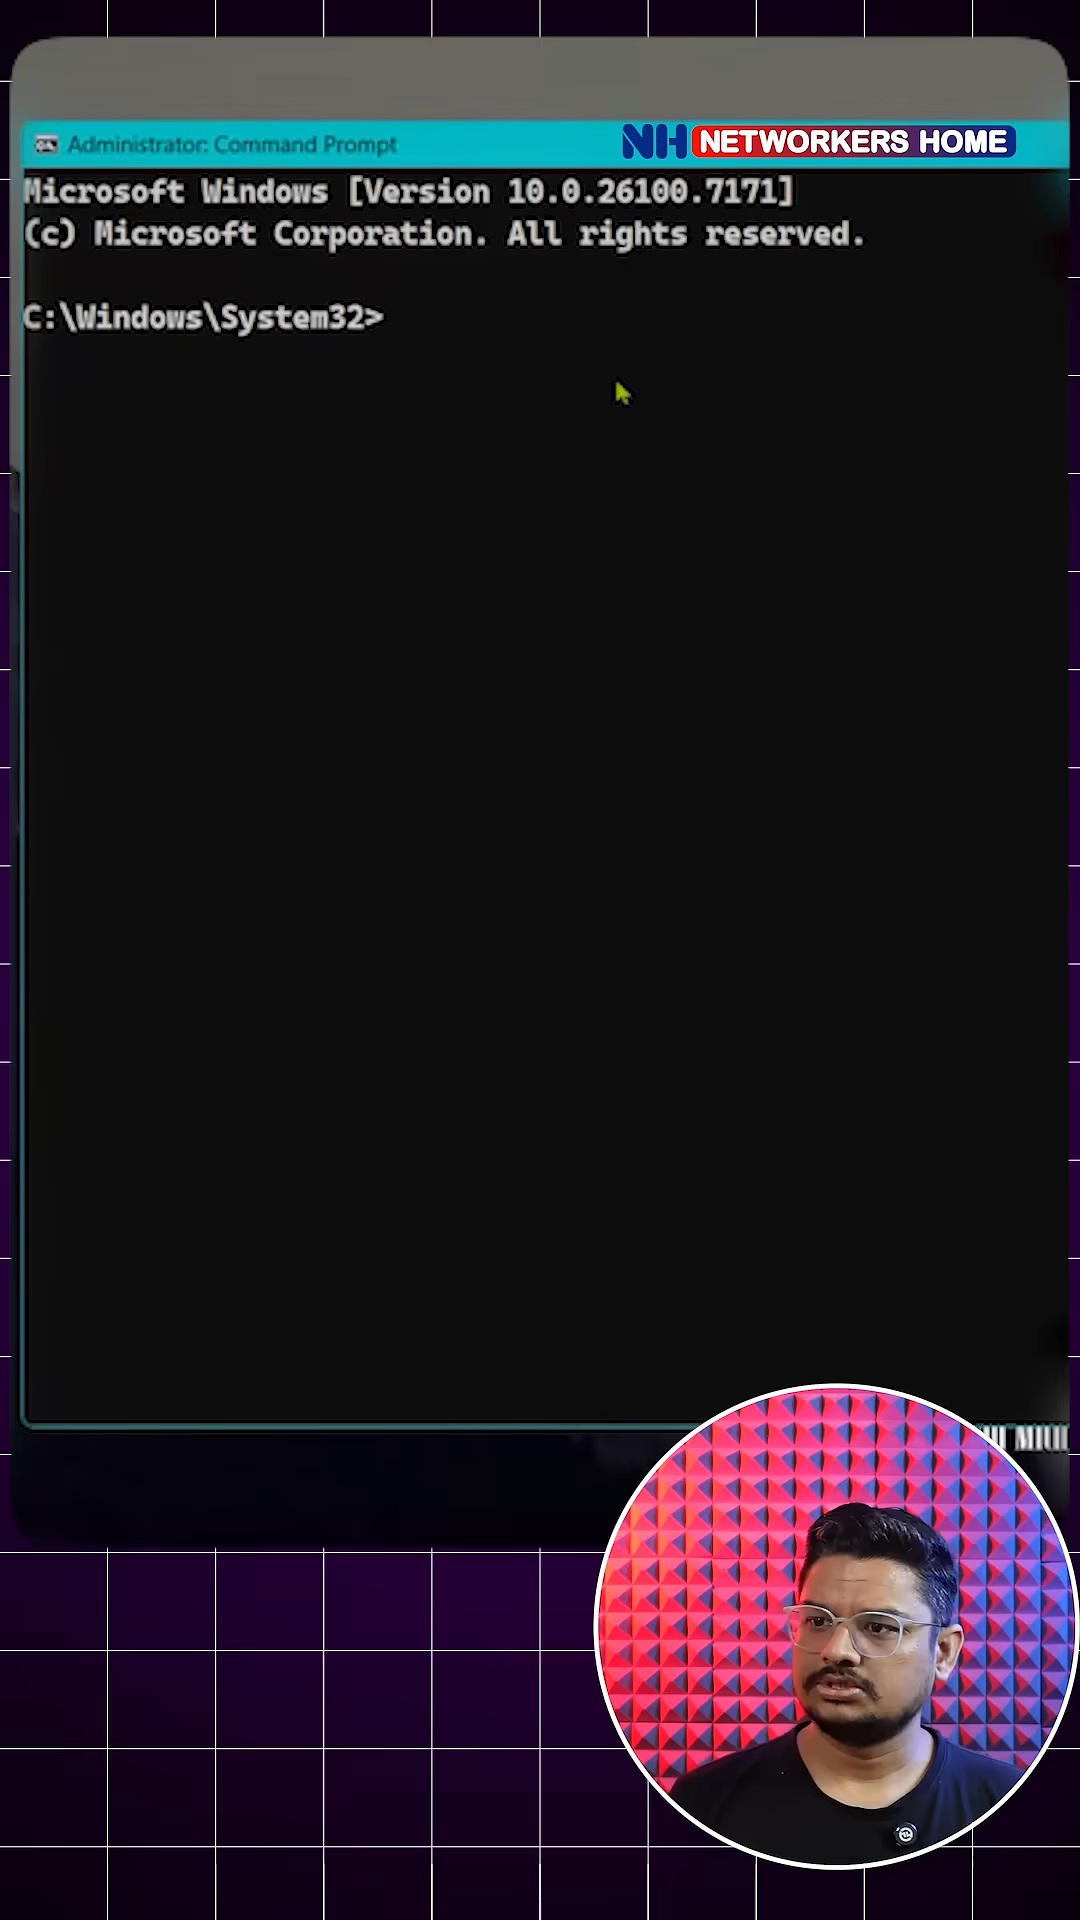 Administrator: Command Prompt
NH NETWORKERS HOME
Microsoft Windows [Version 10.0.26100.7171]
(c) Microsoft Corporation. All rights reserved.
C:\Windows\System32>